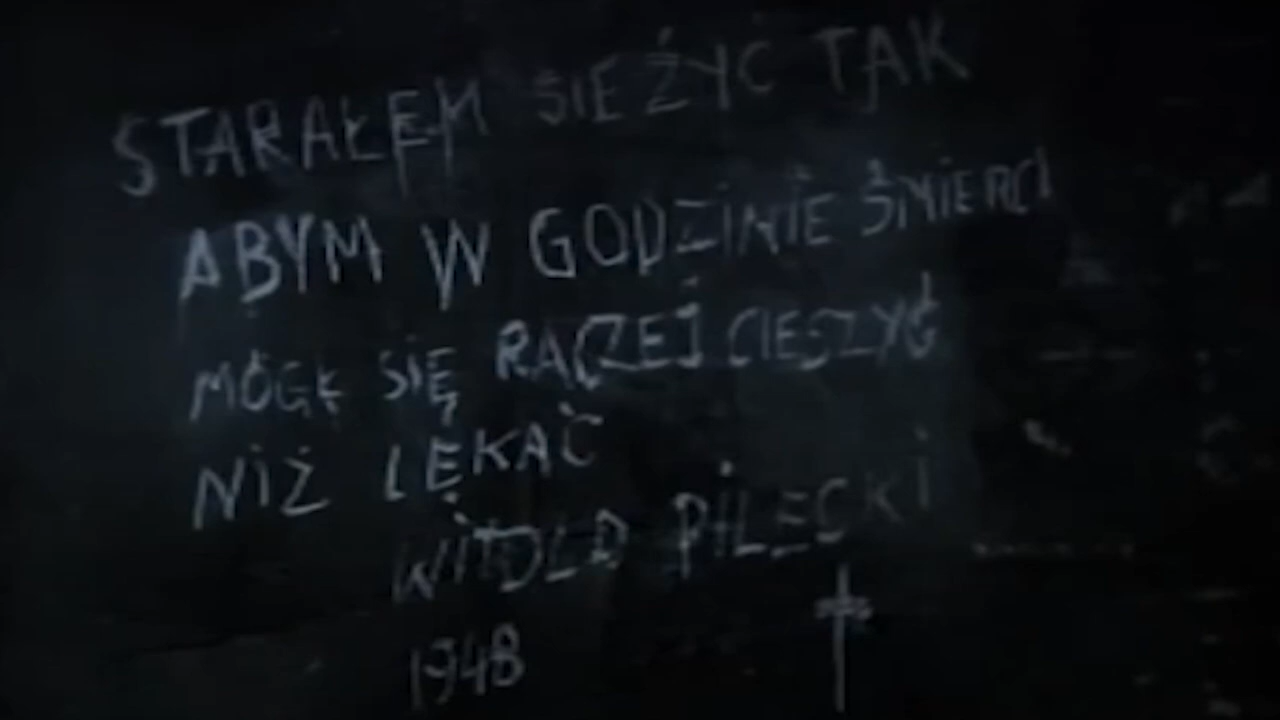 STARAŁEM SIĘ ŻYĆ TAK
ABYM W GODZINIE ŚMIERCI
MÓGŁ SIĘ RACZEJ CIESZYĆ
NIŻ LĘKAĆ
WITOLD PILECKI
1948